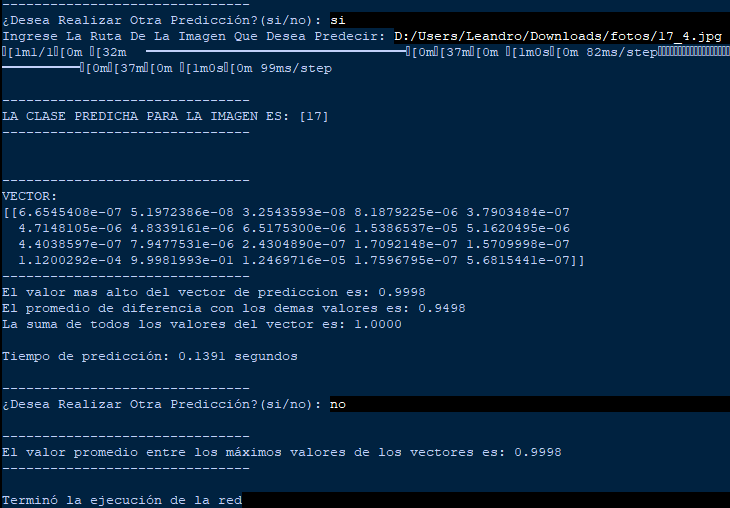 -------------------------------
¿Desea Realizar Otra Predicción?(si/no): si
Ingrese La Ruta De La Imagen Que Desea Predecir: D:/Users/Leandro/Downloads/fotos/17_4.jpg
[1m1/1[0m [32m ━━━━━━━━━━━━━━━━━━━━[0m[37m[0m [1m0s[0m 82ms/step
━━━━━━━━━━[0m[37m[0m [1m0s[0m 99ms/step
-------------------------------
LA CLASE PREDICHA PARA LA IMAGEN ES: [17]
-------------------------------
-------------------------------
VECTOR:
[[6.6545408e-07 5.1972386e-08 3.2543593e-08 8.1879225e-06 3.7903484e-07
4.7148105e-06 4.8339161e-06 6.5175300e-06 1.5386537e-05 5.1620495e-06
4.4038597e-07 7.9477531e-06 2.4304890e-07 1.7092148e-07 1.5709998e-07
1.1200292e-04 9.9981993e-01 1.2469716e-05 1.7596795e-07 5.6815441e-07]]
-------------------------------
El valor mas alto del vector de prediccion es: 0.9998
El promedio de diferencia con los demas valores es: 0.9498
La suma de todos los valores del vector es: 1.0000
Tiempo de predicción: 0.1391 segundos
-------------------------------
¿Desea Realizar Otra Predicción?(si/no): no
-------------------------------
El valor promedio entre los máximos valores de los vectores es: 0.9998
-------------------------------
Terminó la ejecución de la red